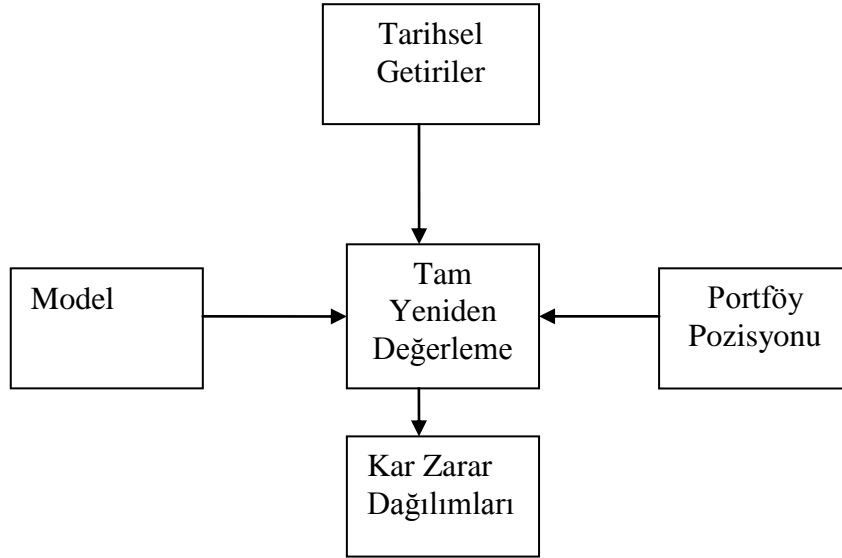 Tarihsel
Getiriler
Model
Tam
Yeniden
Değerleme
Portföy
Pozisyonu
Kar Zarar
Dağılımları